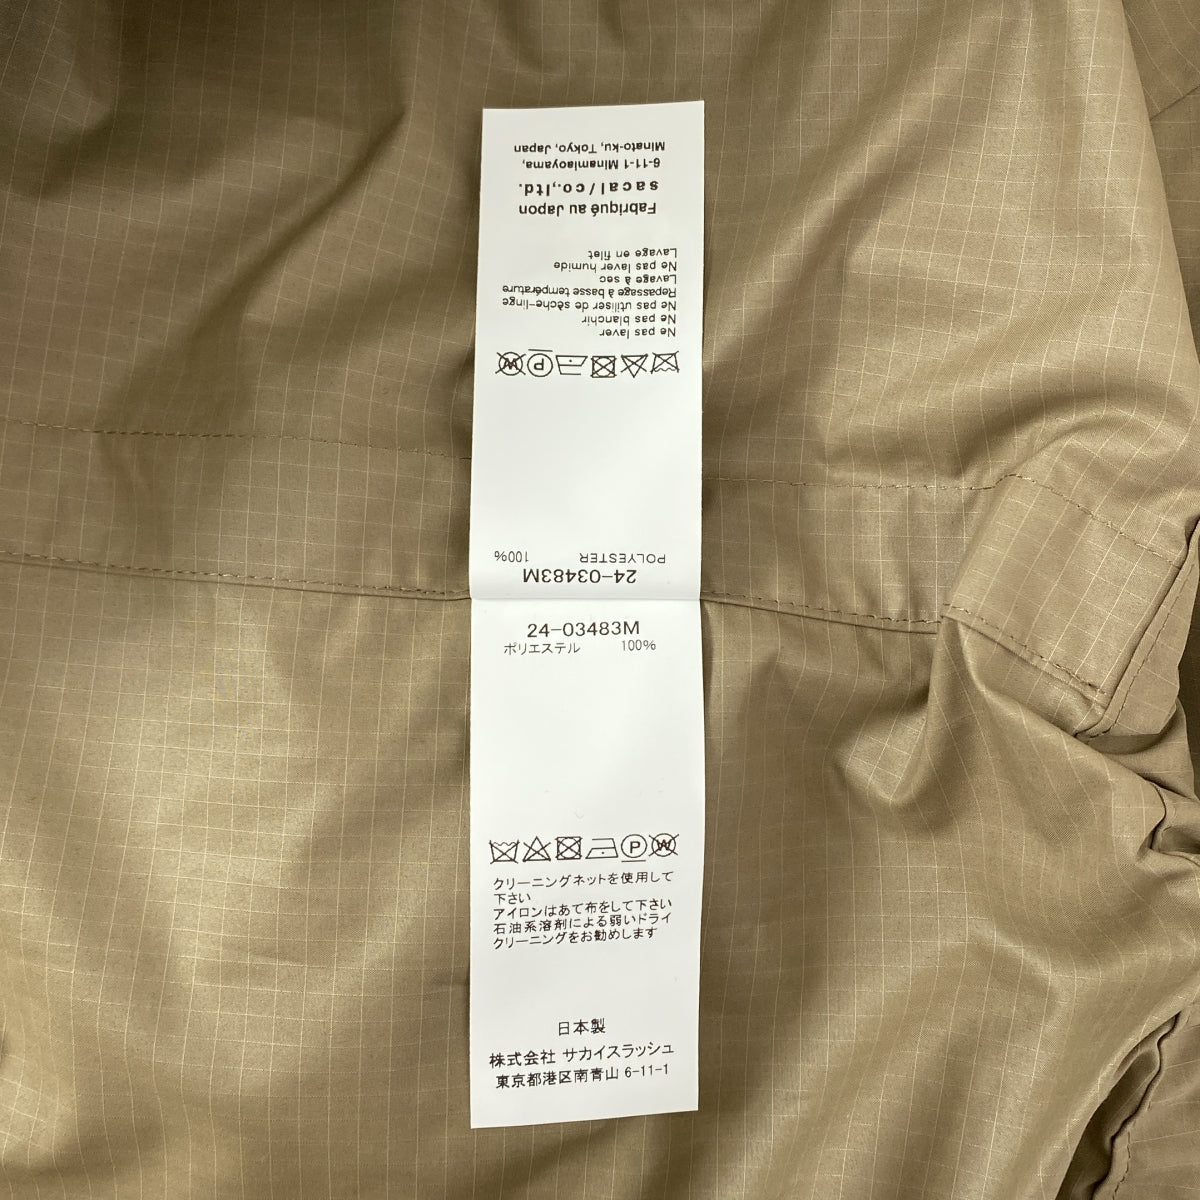 Minato-ku, Tokyo, Japan
6-11-1 Minamiaoyama,
sacai/co.,ltd.
Fabriqué au Japon
Lavage en filet
Ne pas laver humide
Lavage à sec
Repassage à basse température
Ne pas utiliser de sèche-linge
Ne pas blanchir
Ne pas laver
P W
POLYESTER 100%
24-03483M
24-03483M
ポリエステル 100%
P W
クリーニングネットを使用して
下さい
アイロンはあて布をして下さい
石油系溶剤による弱いドライ
クリーニングをお勧めします
日本製
株式会社 サカイスラッシュ
東京都港区南青山 6-11-1